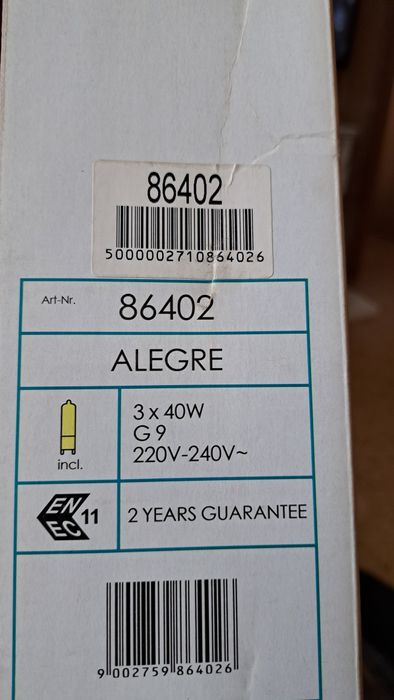 86402
5000002710864026
Art-Nr. 86402
ALEGRE
3 x 40W
G 9
220V-240V~
incl.
EN
EC 11
2 YEARS GUARANTEE
9 002759 864026